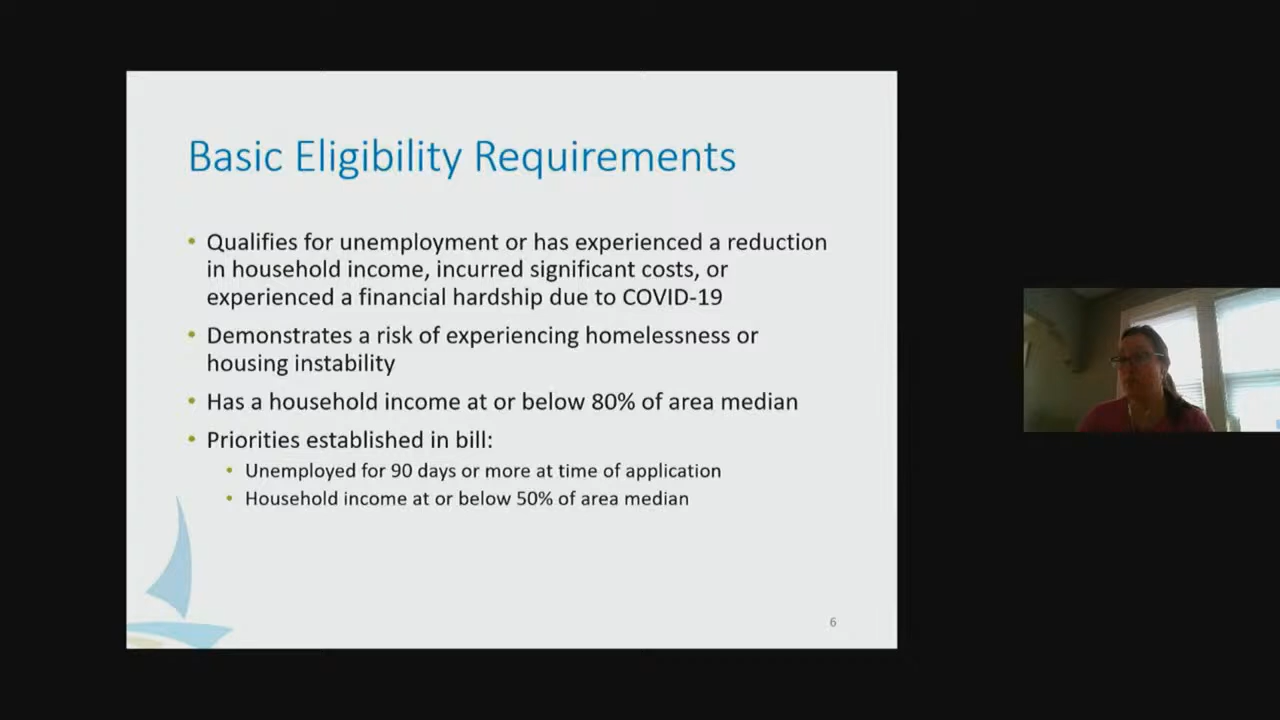 Basic Eligibility Requirements
• Qualifies for unemployment or has experienced a reduction
in household income, incurred significant costs, or
experienced a financial hardship due to COVID-19
• Demonstrates a risk of experiencing homelessness or
housing instability
• Has a household income at or below 80% of area median
• Priorities established in bill:
• Unemployed for 90 days or more at time of application
• Household income at or below 50% of area median
6